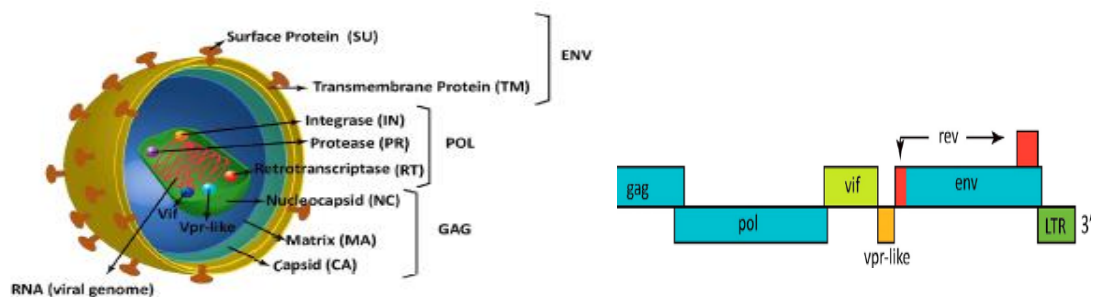 Surface Protein (SU)
ENV
Transmembrane Protein (TM)
Integrase (IN)
Protease (PR)
POL
Retrotranscriptase (RT)
Nucleocapsid (NC)
Vif
Vpr-like
GAG
Matrix (MA)
Capsid (CA)
RNA (viral genome)
rev
gag
vif
env
pol
LTR 3'
vpr-like